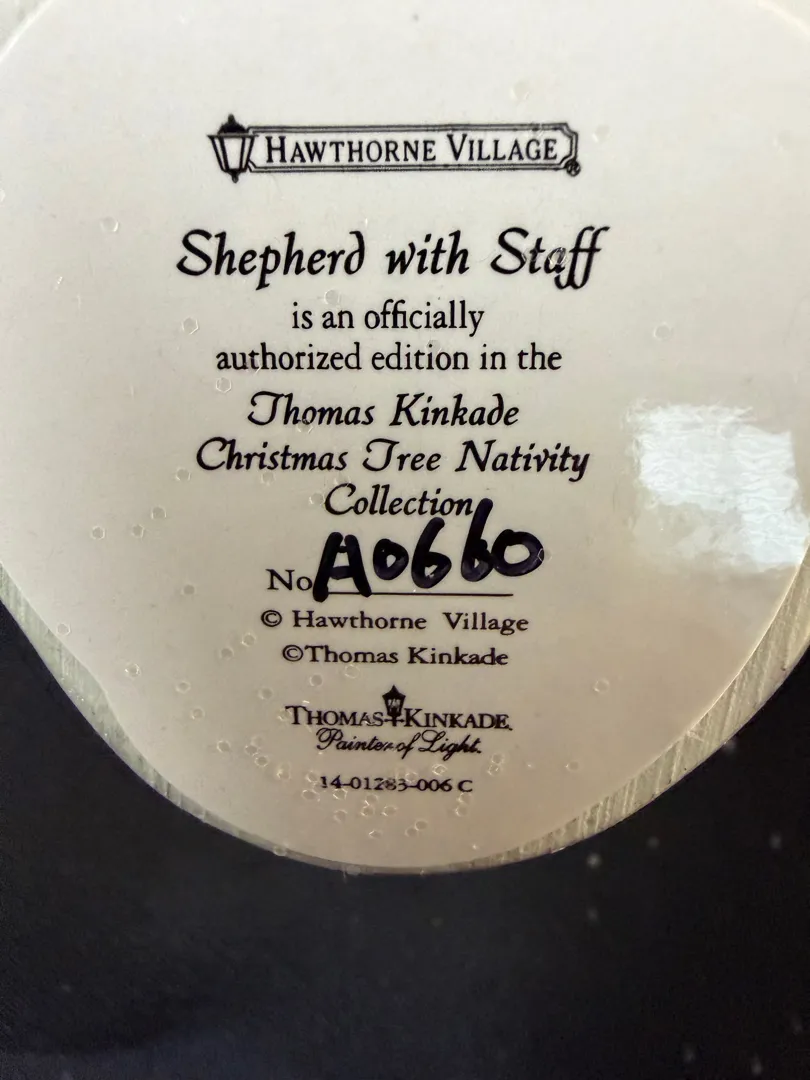 HAWTHORNE VILLAGE®
Shepherd with Staff
is an officially
authorized edition in the
Thomas Kinkade
Christmas Tree Nativity
Collection
No A0660
© Hawthorne Village
©Thomas Kinkade
THOMAS KINKADE
Painter of Light
14-01283-006 C